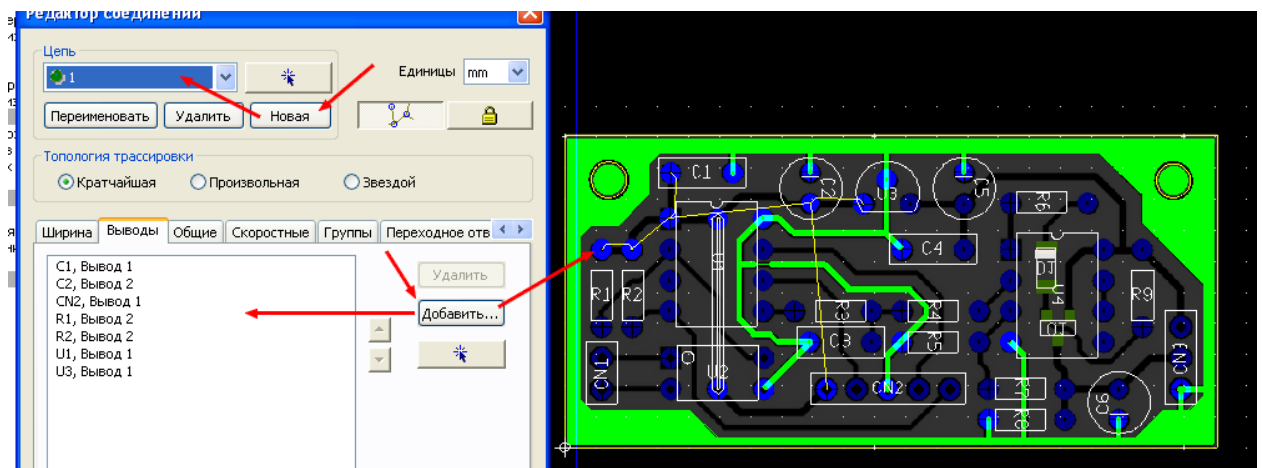 Редактор соединений
Цепь
1
Единицы mm
Переименовать Удалить Новая
Топология трассировки
Кратчайшая Произвольная Звездой
Ширина Выводы Общие Скоростные Группы Переходное отв
C1, Вывод 1
C2, Вывод 2
CN2, Вывод 1
R1, Вывод 2
R2, Вывод 2
U1, Вывод 1
U3, Вывод 1
Удалить
Добавить...
C1
C2
U3
C5
R6
C4
U1
R1
R2
R3
R4
R5
C3
U4
R9
U2
CN1
CN2
R7
R8
C6
CN3